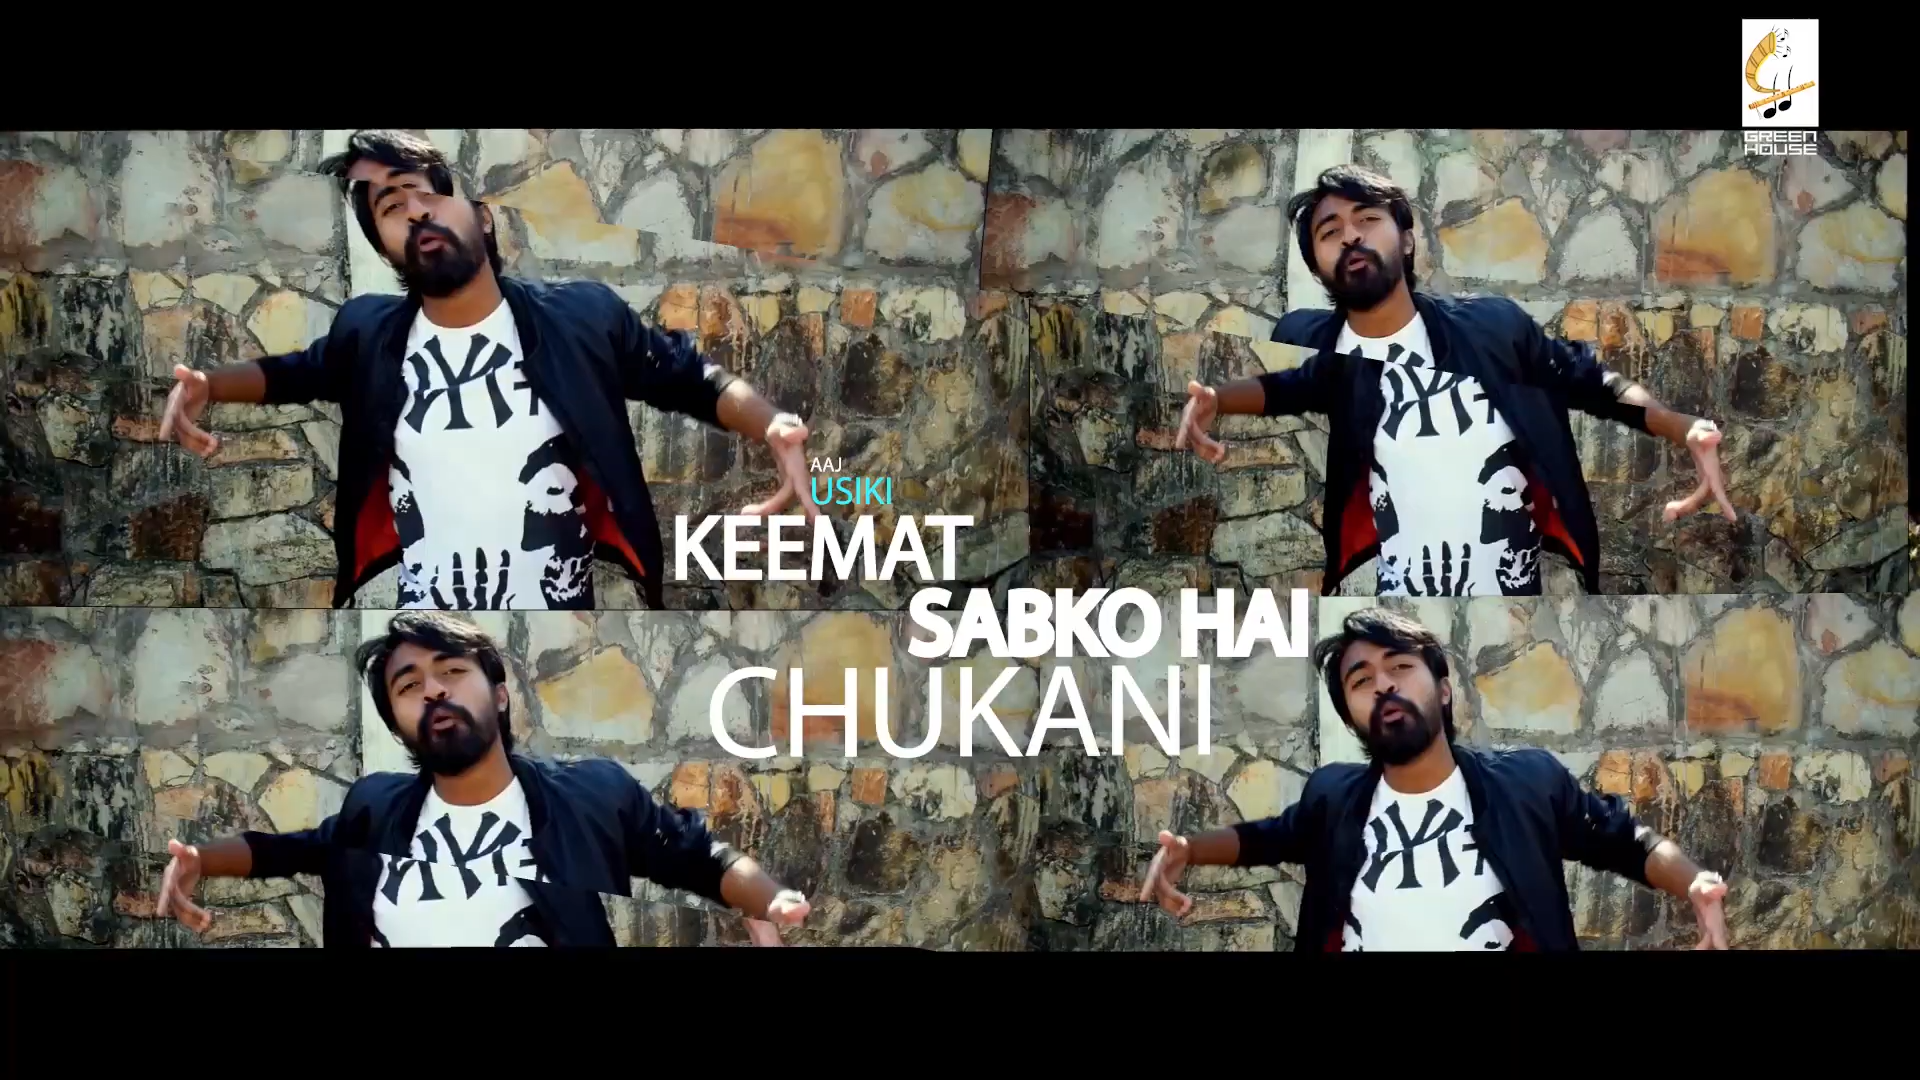 GREEN
HOUSE
AAJ
USIKI
KEEMAT
SABKO HAI
CHUKANI